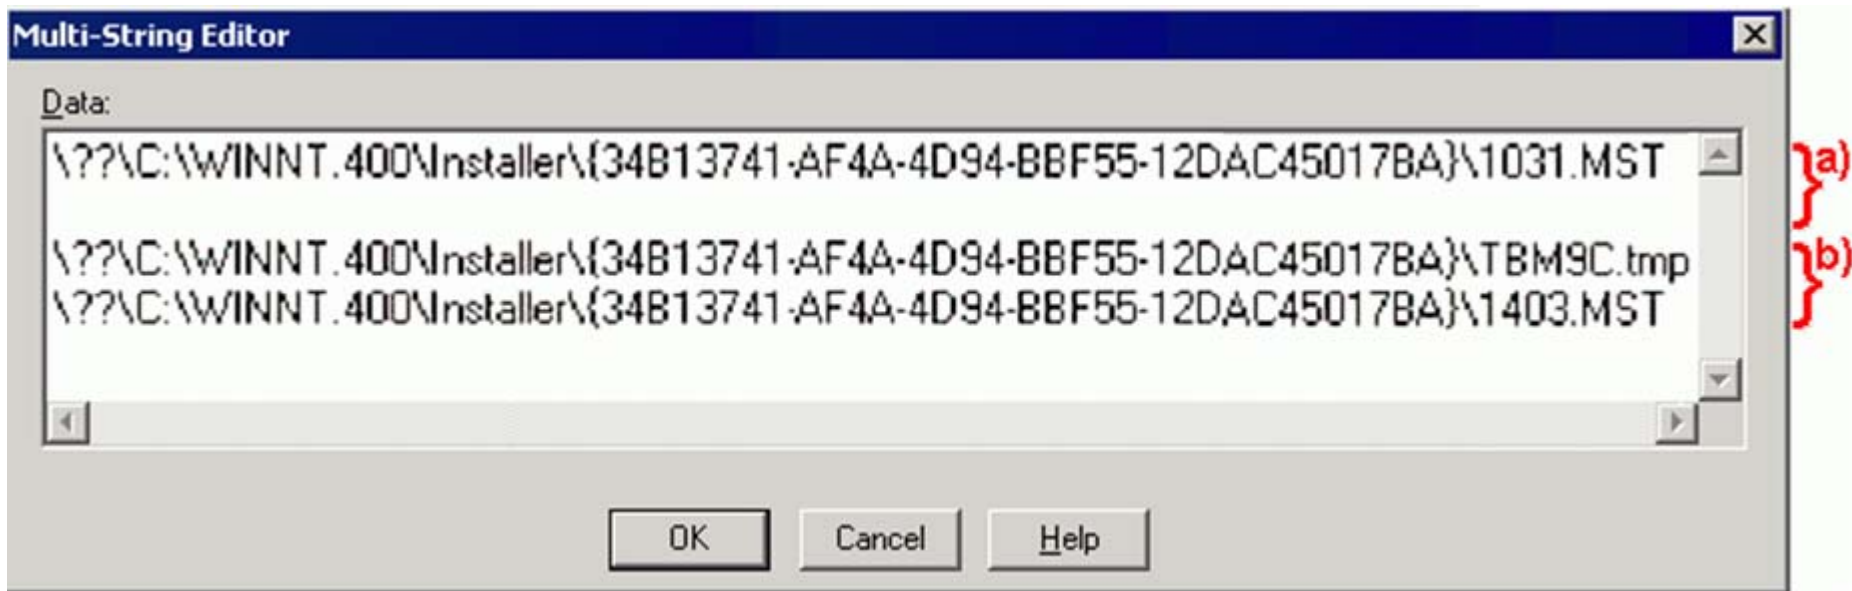 Multi-String Editor
Data:
\??\C:\WINNT.400\Installer\{34B13741-AF4A-4D94-BBF55-12DAC45017BA}\1031.MST
a)
\??\C:\WINNT.400\Installer\{34B13741-AF4A-4D94-BBF55-12DAC45017BA}\TBM9C.tmp
b)
\??\C:\WINNT.400\Installer\{34B13741-AF4A-4D94-BBF55-12DAC45017BA}\1403.MST
OK
Cancel
Help